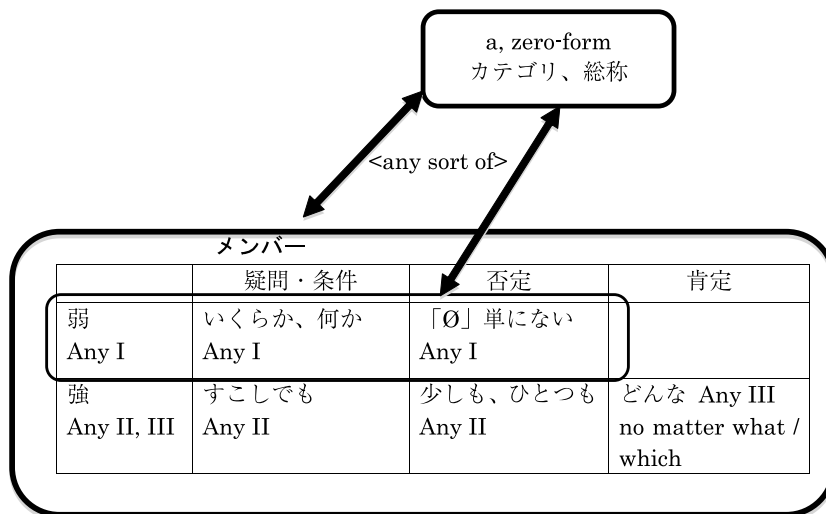 a, zero-form
カテゴリ、総称
<any sort of>
メンバー
疑問・条件 否定 肯定
弱 いくらか、何か 「Ø」単にない
Any I Any I Any I
強 すこしでも 少しも、ひとつも どんな Any III
Any II, III Any II Any II no matter what /
which